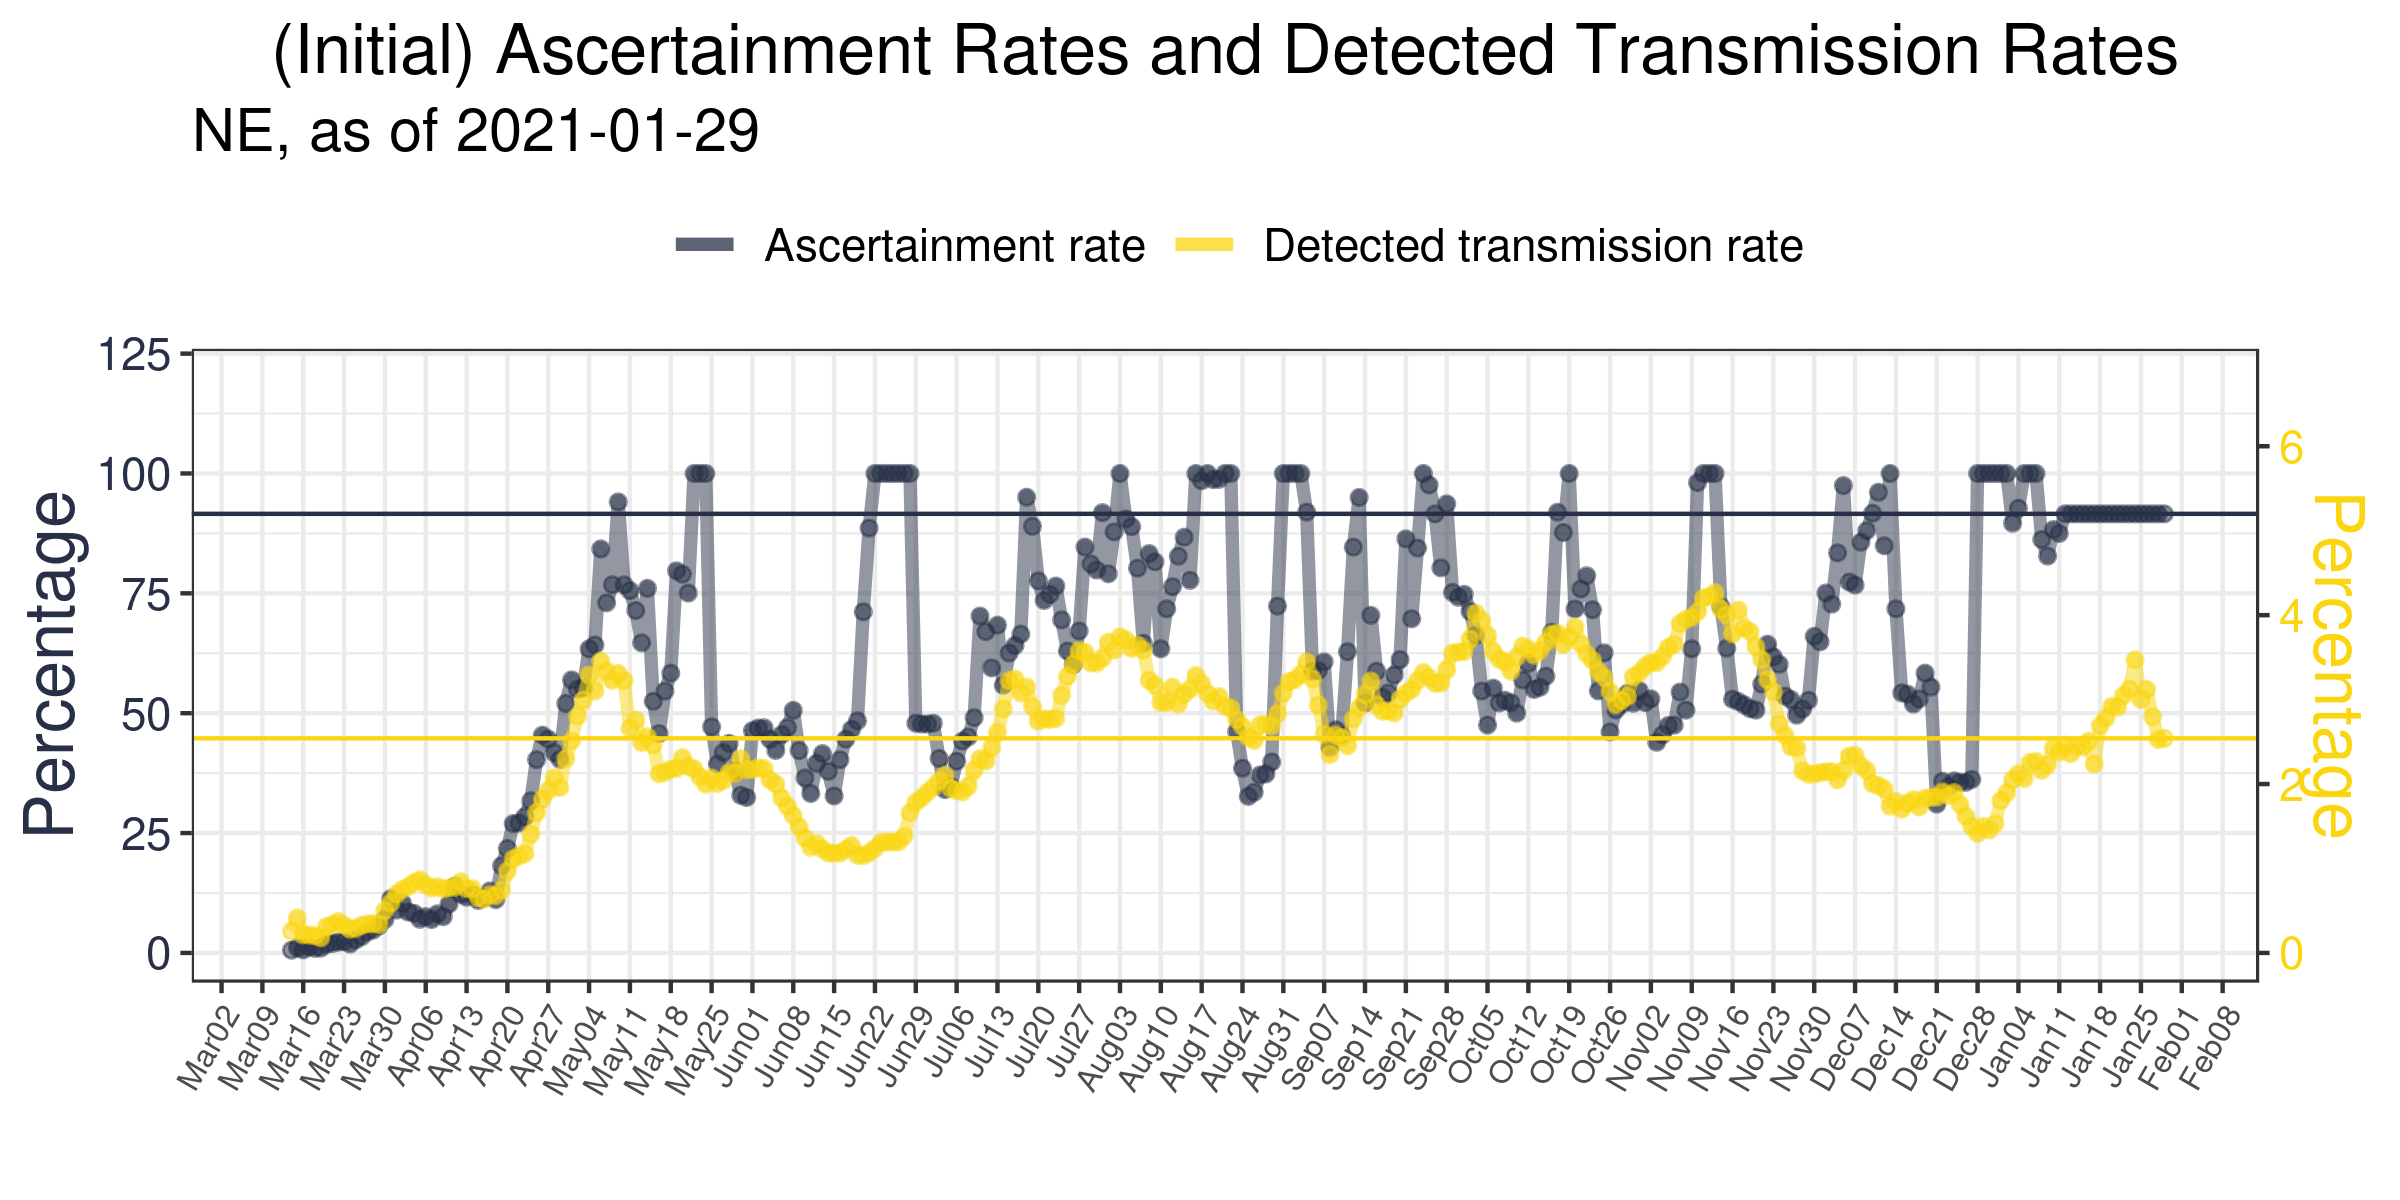 (Initial) Ascertainment Rates and Detected Transmission Rates
NE, as of 2021-01-29
Ascertainment rate
Detected transmission rate
Percentage
125
100
75
50
25
0
6
4
2
0
Percentage
Mar02
Mar09
Mar16
Mar23
Mar30
Apr06
Apr13
Apr20
Apr27
May04
May11
May18
May25
Jun01
Jun08
Jun15
Jun22
Jun29
Jul06
Jul13
Jul20
Jul27
Aug03
Aug10
Aug17
Aug24
Aug31
Sep07
Sep14
Sep21
Sep28
Oct05
Oct12
Oct19
Oct26
Nov02
Nov09
Nov16
Nov23
Nov30
Dec07
Dec14
Dec21
Dec28
Jan04
Jan11
Jan18
Jan25
Feb01
Feb08